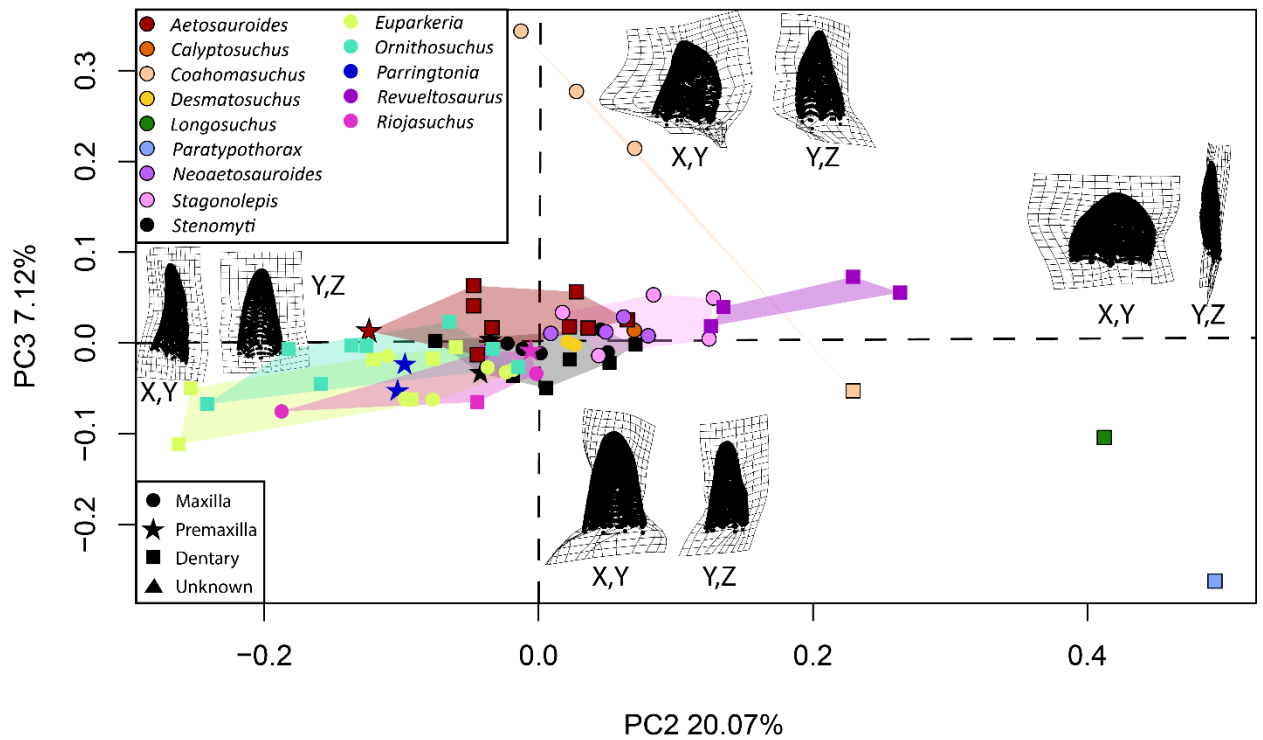 Aetosauroides
Calyptosuchus
Coahomasuchus
Desmatosuchus
Longosuchus
Paratypothorax
Neoaetosauroides
Stagonolepis
Stenomyti
Euparkeria
Ornithosuchus
Parringtonia
Revueltosaurus
Riojasuchus
X,Y
Y,Z
X,Y
Y,Z
Y,Z
X,Y
X,Y
Y,Z
Maxilla
Premaxilla
Dentary
Unknown
PC3 7.12%
0.3
0.2
0.1
0.0
−0.1
−0.2
−0.2
0.0
0.2
0.4
PC2 20.07%